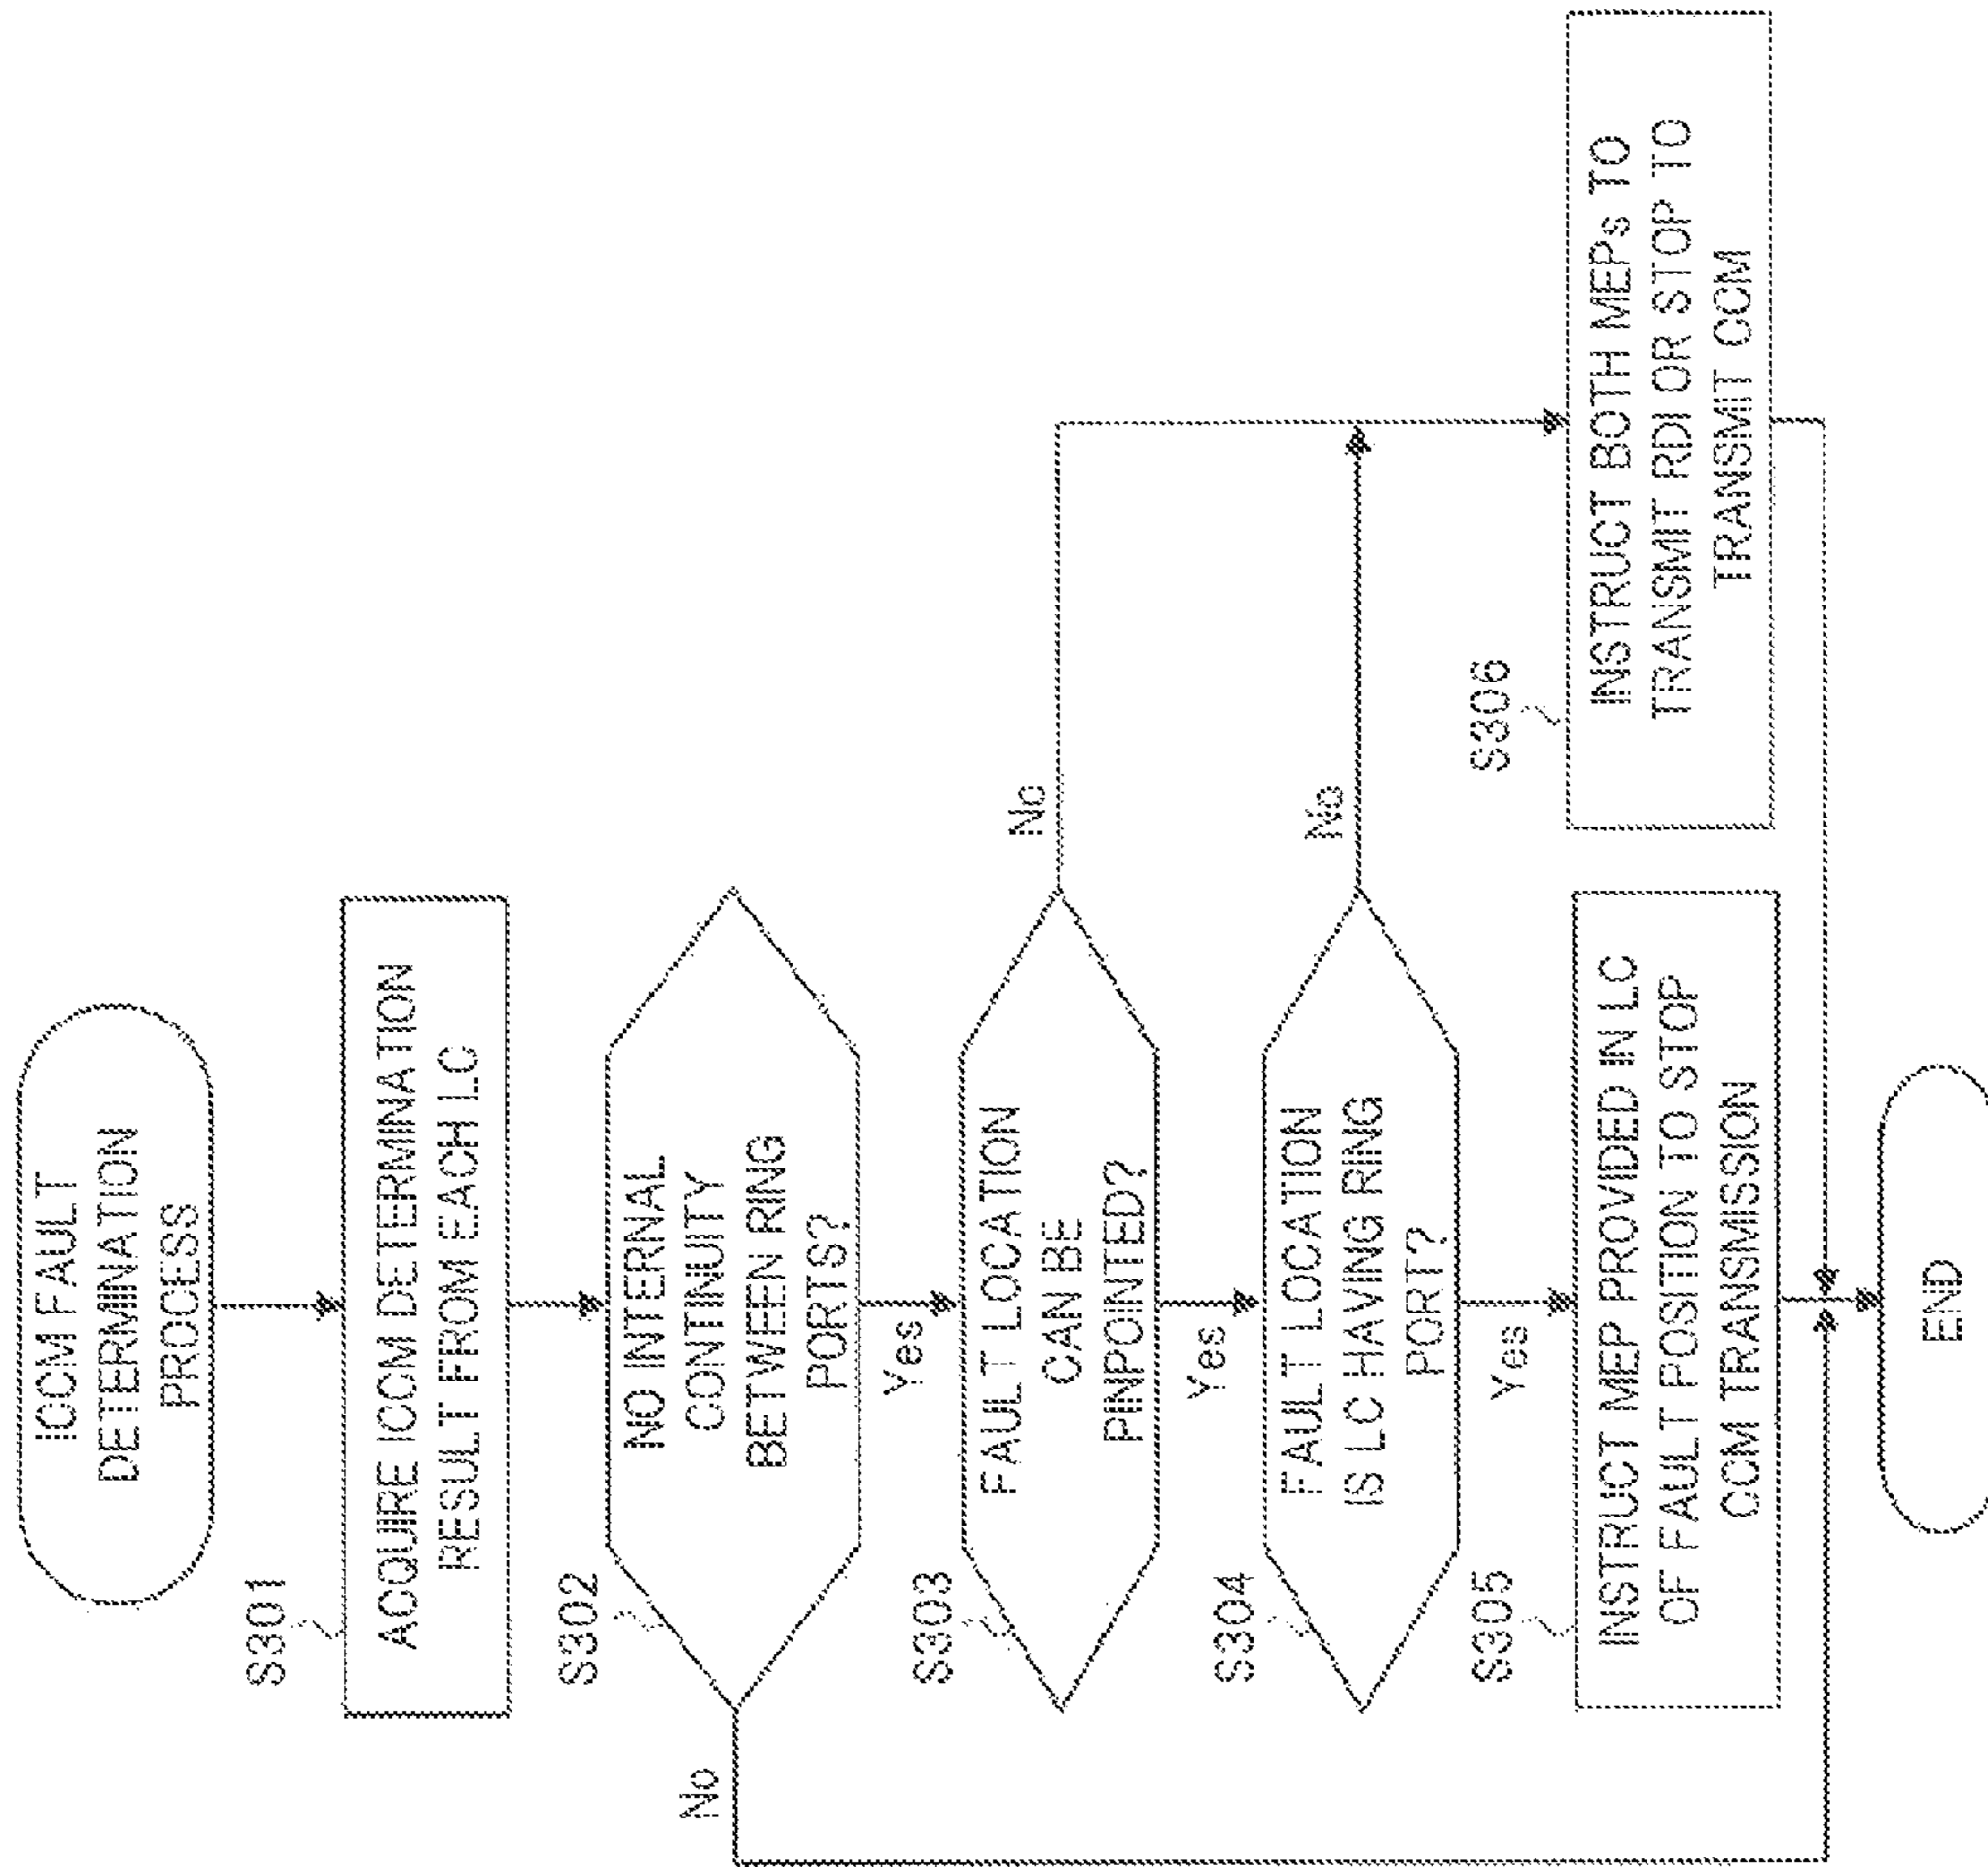 ICCM FAULT
DETERMINATION
PROCESS
S301
ACQUIRE ICCM DETERMINATION
RESULT FROM EACH LC
S302
NO INTERNAL
CONTINUITY
BETWEEN RING
PORTS?
No
Yes
S303
FAULT LOCATION
CAN BE
PINPOINTED?
No
Yes
S304
FAULT LOCATION
IS LC HAVING RING
PORT?
No
Yes
S305
INSTRUCT MEP PROVIDED IN LC
OF FAULT POSITION TO STOP
CCM TRANSMISSION
S306
INSTRUCT BOTH MEPs TO
TRANSMIT RDI OR STOP TO
TRANSMIT CCM
END